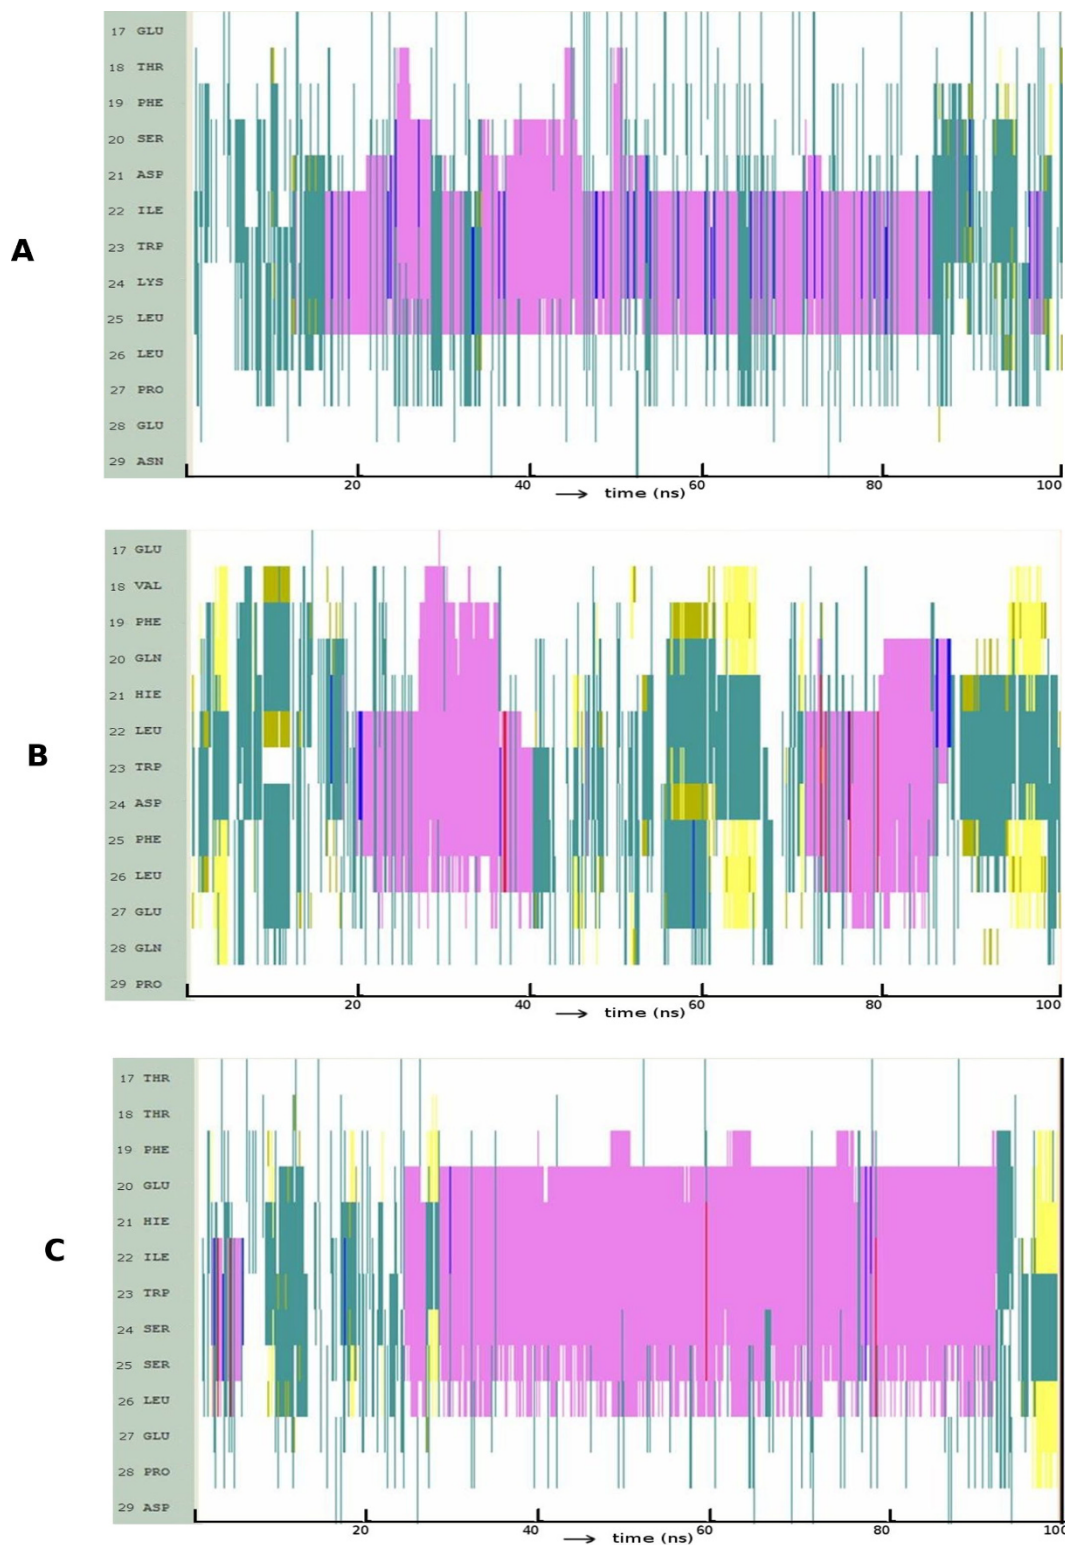 17 GLU
18 THR
19 PHE
20 SER
21 ASP
22 ILE
A
23 TRP
24 LYS
25 LEU
26 LEU
27 PRO
28 GLU
29 ASN
20 40 60 80 100
time (ns)
17 GLU
18 VAL
19 PHE
20 GLN
21 HIE
22 LEU
B
23 TRP
24 ASP
25 PHE
26 LEU
27 GLU
28 GLN
29 PRO
20 40 60 80 100
time (ns)
17 THR
18 THR
19 PHE
20 GLU
21 HIE
C
22 ILE
23 TRP
24 SER
25 SER
26 LEU
27 GLU
28 PRO
29 ASP
20 40 60 80 100
time (ns)